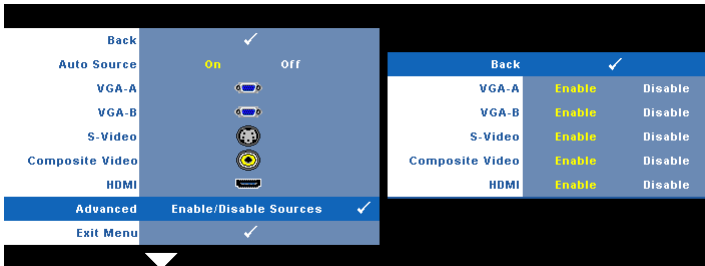 Back
Auto Source On Off
VGA-A
VGA-B
S-Video
Composite Video
HDMI
Advanced Enable/Disable Sources
Exit Menu
Back
VGA-A Enable Disable
VGA-B Enable Disable
S-Video Enable Disable
Composite Video Enable Disable
HDMI Enable Disable